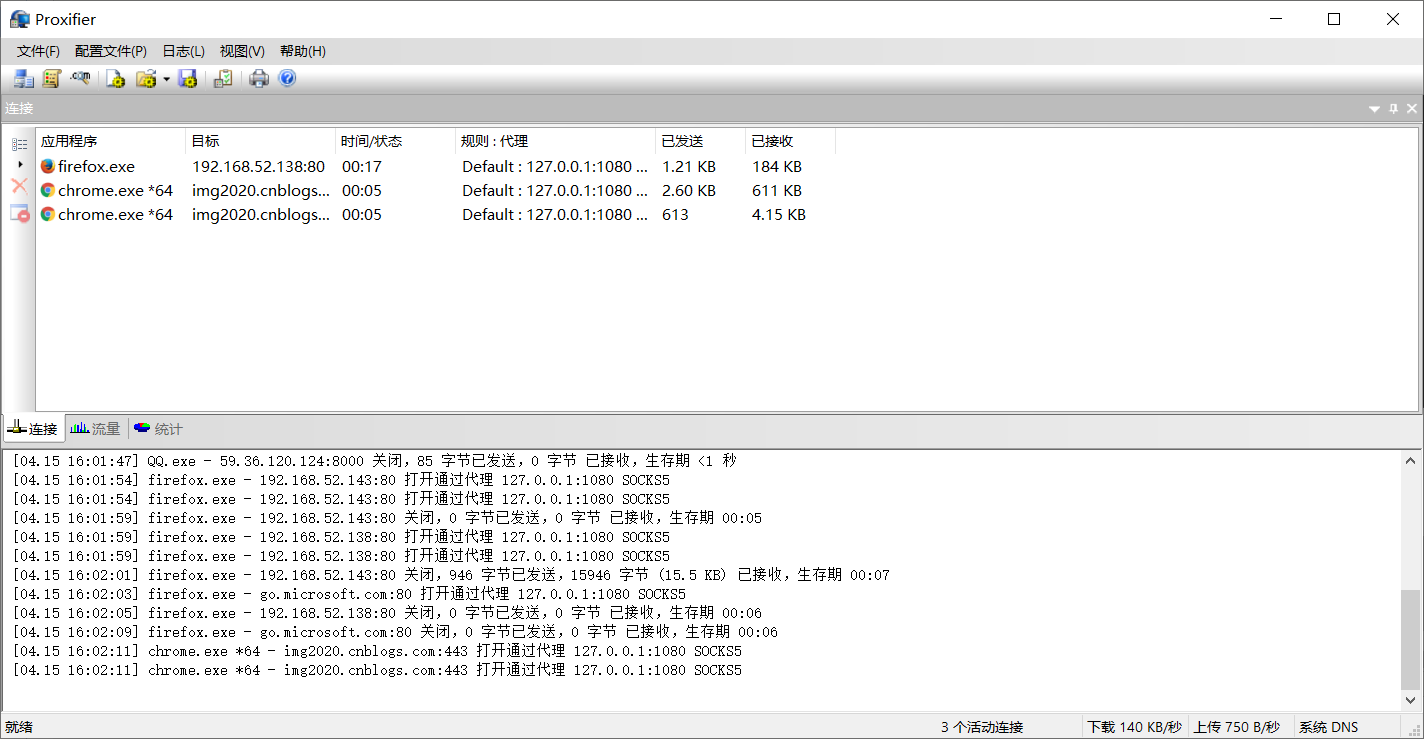 Proxifier
文件(F) 配置文件(P) 日志(L) 视图(V) 帮助(H)
连接
应用程序 目标 时间/状态 规则 : 代理 已发送 已接收
firefox.exe 192.168.52.138:80 00:17 Default : 127.0.0.1:1080 ... 1.21 KB 184 KB
chrome.exe *64 img2020.cnblogs... 00:05 Default : 127.0.0.1:1080 ... 2.60 KB 611 KB
chrome.exe *64 img2020.cnblogs... 00:05 Default : 127.0.0.1:1080 ... 613 4.15 KB
连接 流量 统计
[04.15 16:01:47] QQ.exe - 59.36.120.124:8000 关闭，85 字节已发送，0 字节 已接收，生存期 <1 秒
[04.15 16:01:54] firefox.exe - 192.168.52.143:80 打开通过代理 127.0.0.1:1080 SOCKS5
[04.15 16:01:54] firefox.exe - 192.168.52.143:80 打开通过代理 127.0.0.1:1080 SOCKS5
[04.15 16:01:59] firefox.exe - 192.168.52.143:80 关闭，0 字节已发送，0 字节 已接收，生存期 00:05
[04.15 16:01:59] firefox.exe - 192.168.52.138:80 打开通过代理 127.0.0.1:1080 SOCKS5
[04.15 16:01:59] firefox.exe - 192.168.52.138:80 打开通过代理 127.0.0.1:1080 SOCKS5
[04.15 16:02:01] firefox.exe - 192.168.52.143:80 关闭，946 字节已发送，15946 字节 (15.5 KB) 已接收，生存期 00:07
[04.15 16:02:03] firefox.exe - go.microsoft.com:80 打开通过代理 127.0.0.1:1080 SOCKS5
[04.15 16:02:05] firefox.exe - 192.168.52.138:80 关闭，0 字节已发送，0 字节 已接收，生存期 00:06
[04.15 16:02:09] firefox.exe - go.microsoft.com:80 关闭，0 字节已发送，0 字节 已接收，生存期 00:06
[04.15 16:02:11] chrome.exe *64 - img2020.cnblogs.com:443 打开通过代理 127.0.0.1:1080 SOCKS5
[04.15 16:02:11] chrome.exe *64 - img2020.cnblogs.com:443 打开通过代理 127.0.0.1:1080 SOCKS5
就绪 3 个活动连接 下载 140 KB/秒 上传 750 B/秒 系统 DNS